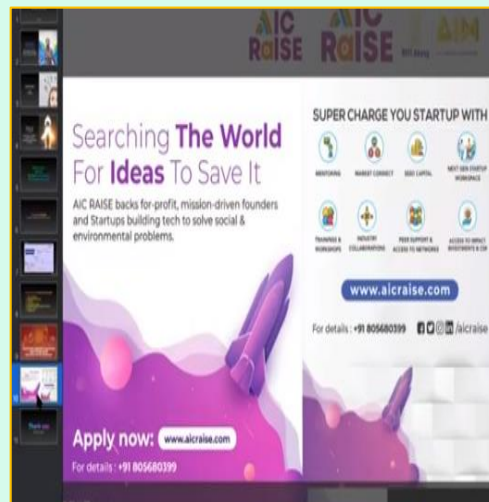 AIC
RAISE
AIC
RAISE
AIM
Searching The World
For Ideas To Save It
AIC RAISE backs for-profit, mission-driven founders
and Startups building tech to solve social &
environmental problems.
Apply now: www.aicraise.com
For details : +91 805680399
SUPER CHARGE YOU STARTUP WITH
MENTORING
MARKET CONNECT
SEED CAPITAL
NEXT GEN STARTUP
WORKSPACE
TRAININGS &
WORKSHOPS
INDUSTRY
COLLABORATIONS
PEER SUPPORT &
ACCESS TO NETWORKS
ACCESS TO IMPACT
INVESTMENTS & CSR
www.aicraise.com
For details : +91 805680399 /aicraise